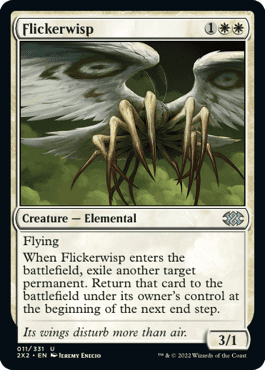 Flickerwisp 1
Creature — Elemental
Flying
When Flickerwisp enters the
battlefield, exile another target
permanent. Return that card to the
battlefield under its owner's control at
the beginning of the next end step.
Its wings disturb more than air.
3/1
011/331 U
2X2 • EN Jeremy Enecio
™ & © 2022 Wizards of the Coast